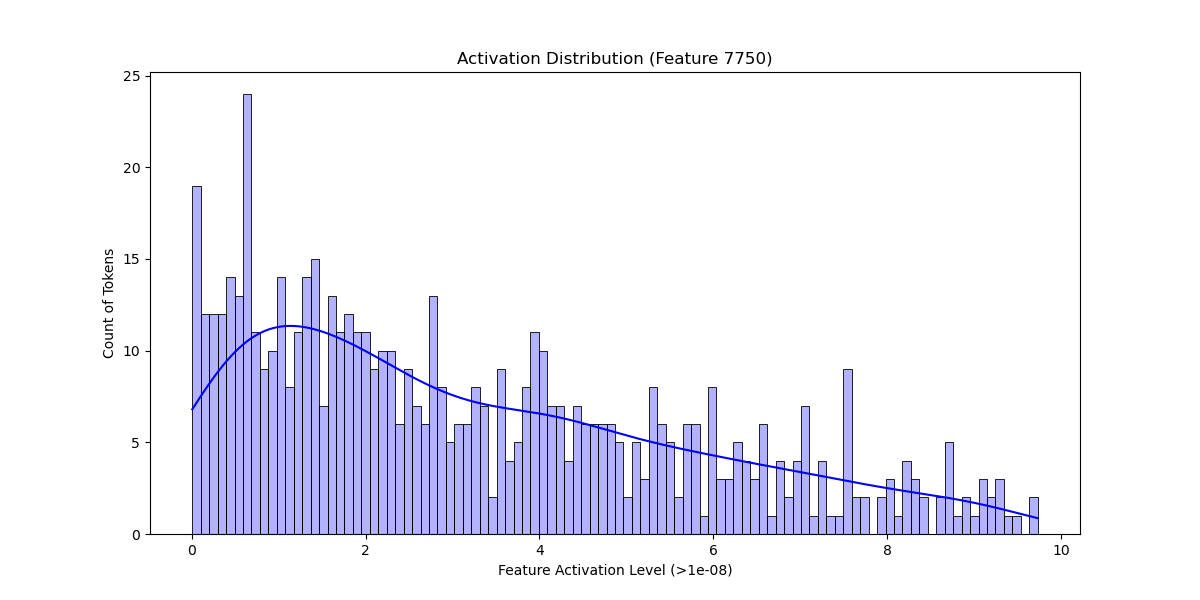 Activation Distribution (Feature 7750)
25
20
15
10
5
0
Count of Tokens
0 2 4 6 8 10
Feature Activation Level (>1e-08)